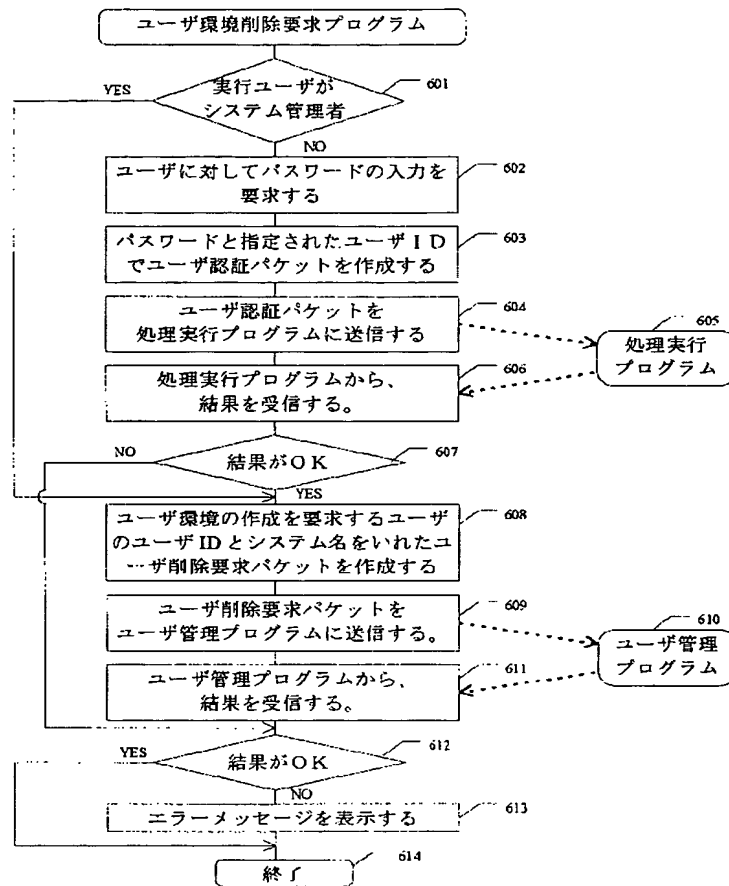 ユーザ環境削除要求プログラム
実行ユーザが
システム管理者
601
YES
NO
ユーザに対してパスワードの入力を
要求する
602
パスワードと指定されたユーザID
でユーザ認証パケットを作成する
603
ユーザ認証パケットを
処理実行プログラムに送信する
604
処理実行
プログラム
605
処理実行プログラムから、
結果を受信する。
606
NO
結果がOK
607
YES
ユーザ環境の作成を要求するユーザ
のユーザIDとシステム名をいれたユ
ーザ削除要求パケットを作成する
608
ユーザ削除要求パケットを
ユーザ管理プログラムに送信する。
609
ユーザ管理
プログラム
610
ユーザ管理プログラムから、
結果を受信する。
611
YES
結果がOK
612
NO
エラーメッセージを表示する
613
終了
614